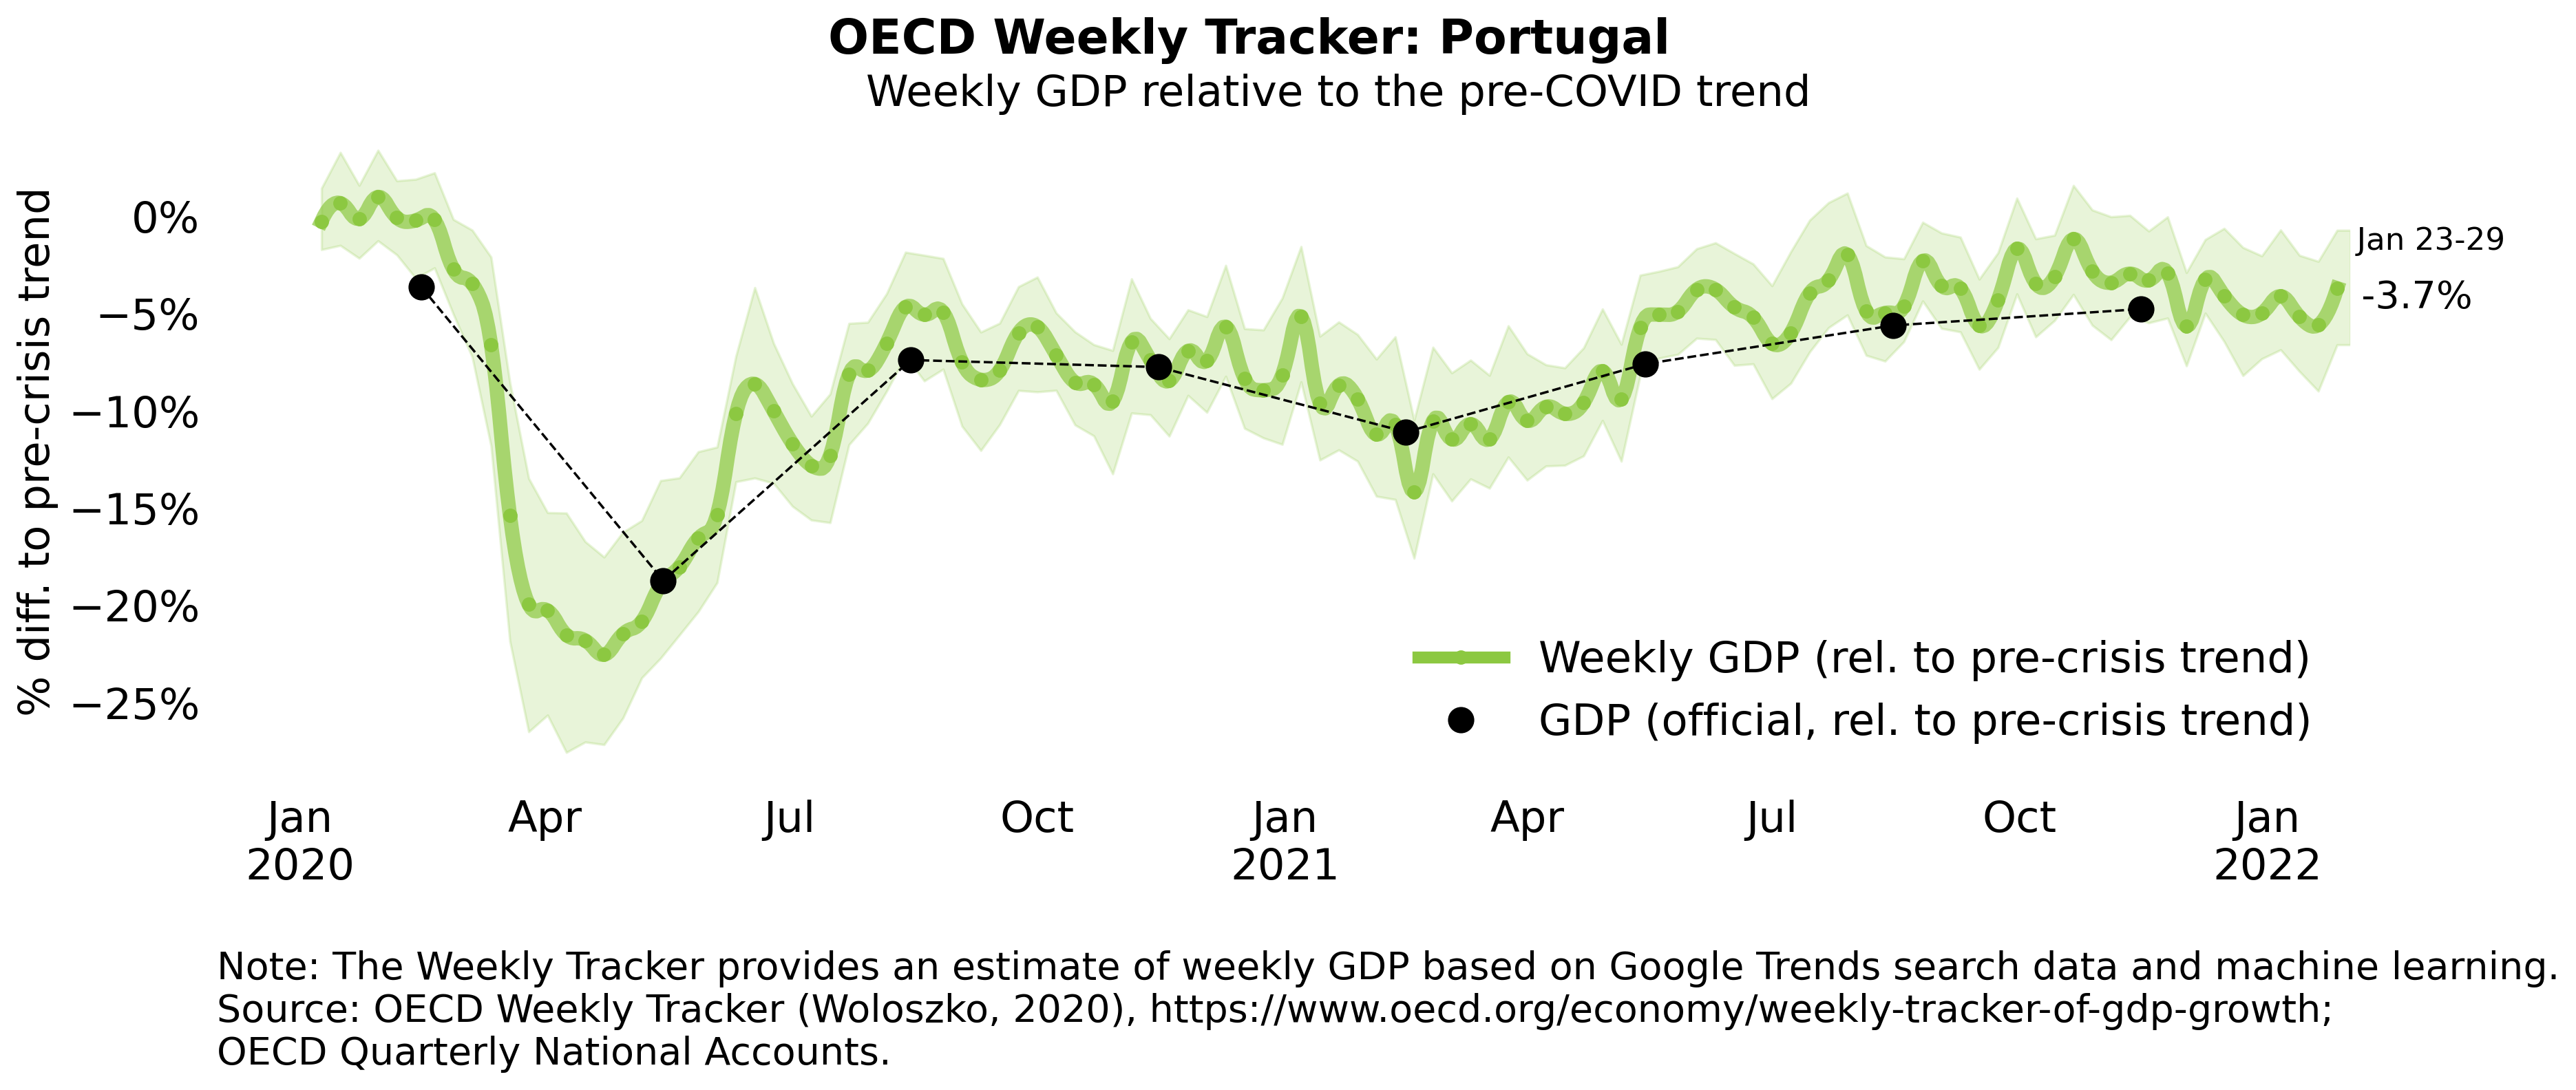 OECD Weekly Tracker: Portugal
Weekly GDP relative to the pre-COVID trend
% diff. to pre-crisis trend
0%
−5%
−10%
−15%
−20%
−25%
Jan 23-29
-3.7%
Weekly GDP (rel. to pre-crisis trend)
GDP (official, rel. to pre-crisis trend)
Jan Apr Jul Oct Jan Apr Jul Oct Jan
2020 2021 2022
Note: The Weekly Tracker provides an estimate of weekly GDP based on Google Trends search data and machine learning.
Source: OECD Weekly Tracker (Woloszko, 2020), https://www.oecd.org/economy/weekly-tracker-of-gdp-growth;
OECD Quarterly National Accounts.